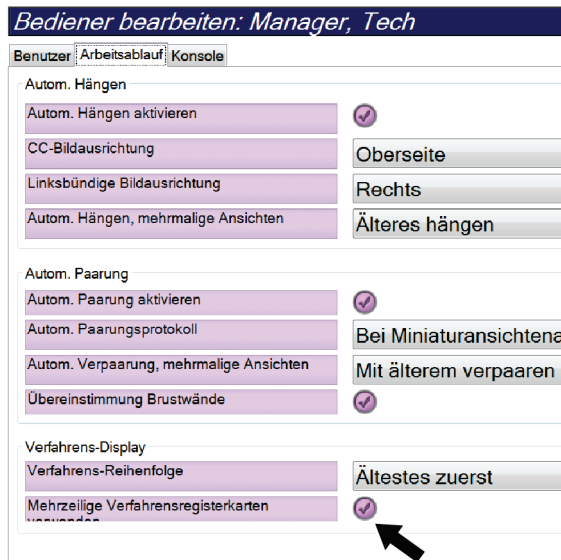 Bediener bearbeiten: Manager, Tech
Benutzer Arbeitsablauf Konsole
Autom. Hängen
Autom. Hängen aktivieren
CC-Bildausrichtung Oberseite
Linksbündige Bildausrichtung Rechts
Autom. Hängen, mehrmalige Ansichten Älteres hängen
Autom. Paarung
Autom. Paarung aktivieren
Autom. Paarungsprotokoll Bei Miniaturansichtena
Autom. Verpaarung, mehrmalige Ansichten Mit älterem verpaaren
Übereinstimmung Brustwände
Verfahrens-Display
Verfahrens-Reihenfolge Ältestes zuerst
Mehrzeilige Verfahrensregisterkarten
verwenden